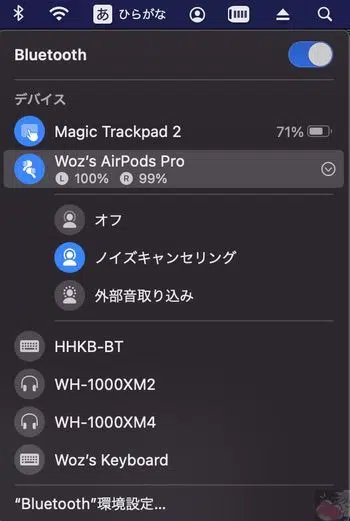 あ ひらがな
Bluetooth
デバイス
Magic Trackpad 2 71%
Woz's AirPods Pro
L 100% R 99%
オフ
ノイズキャンセリング
外部音取り込み
HHKB-BT
WH-1000XM2
WH-1000XM4
Woz's Keyboard
"Bluetooth"環境設定...